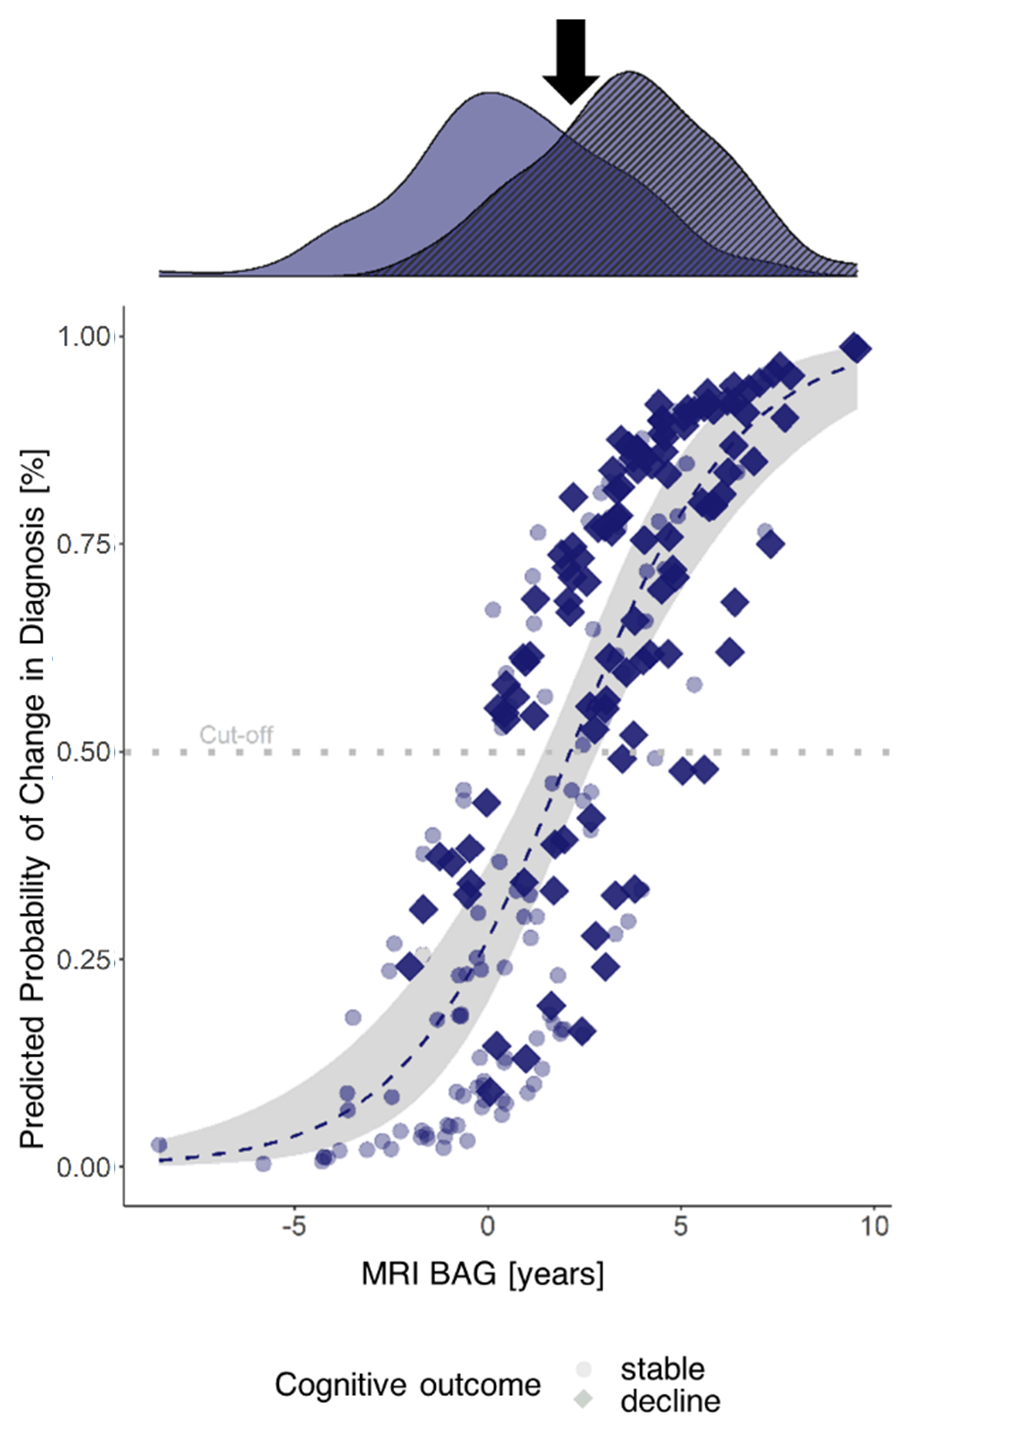 1.00
0.75
Cut-off
0.50
0.25
0.00
Predicted Probability of Change in Diagnosis [%]
-5 0 5 10
MRI BAG [years]
Cognitive outcome
stable
decline